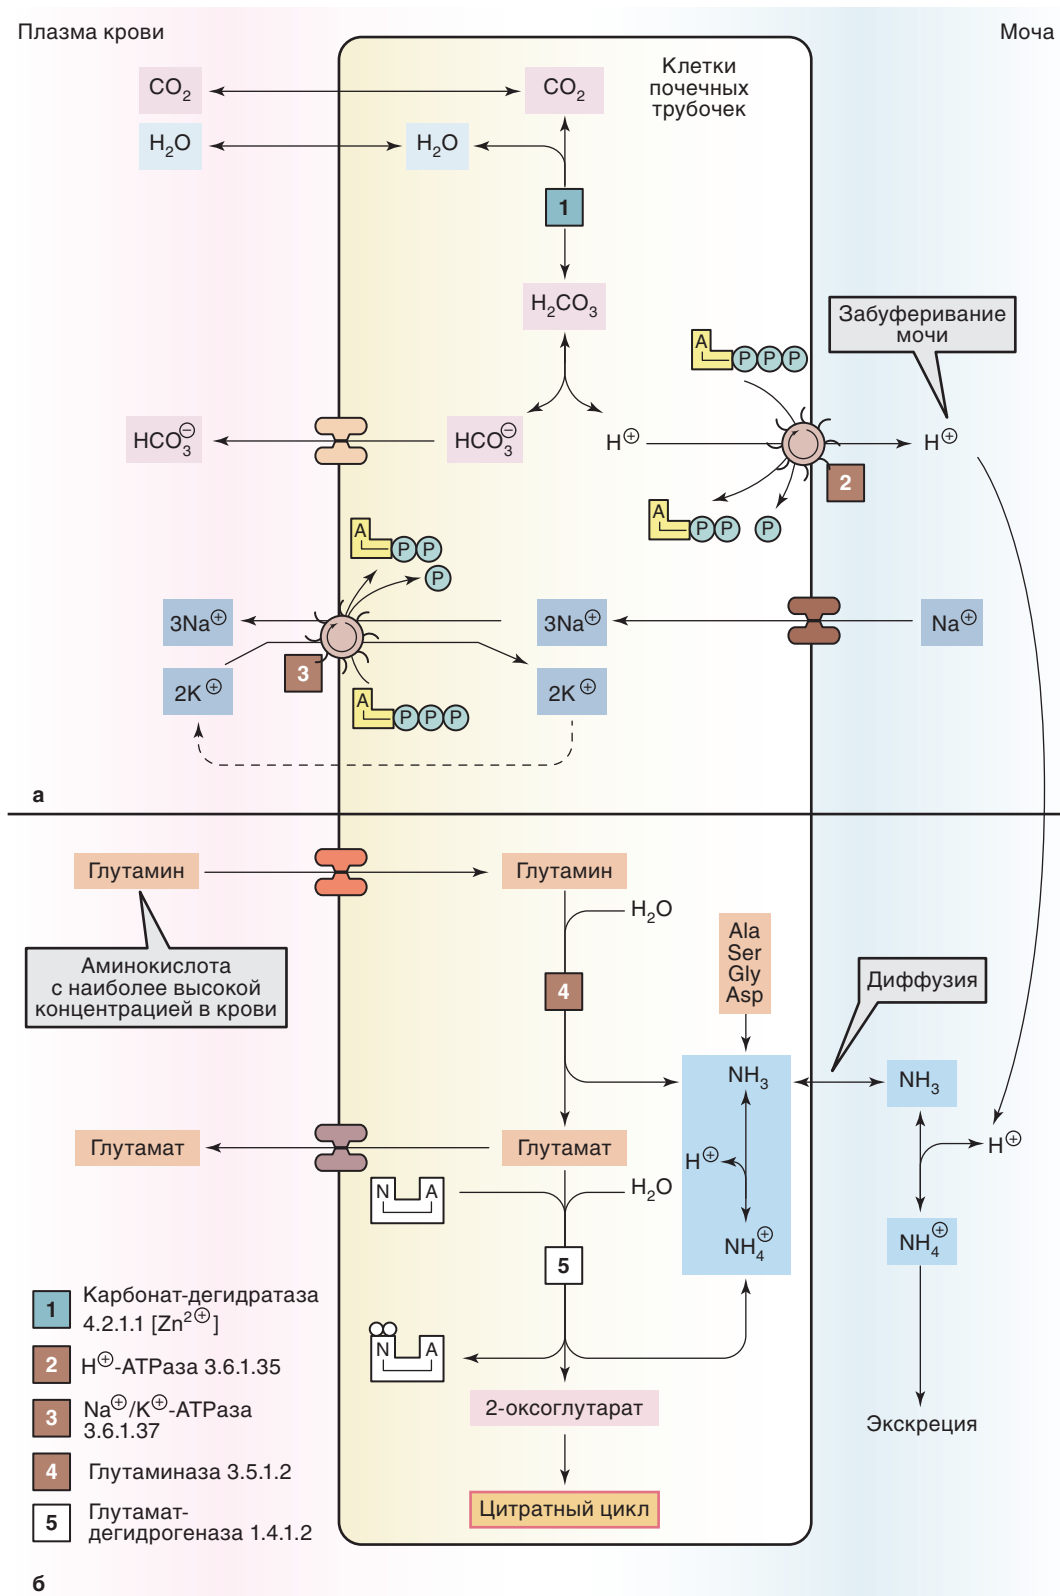 Плазма крови
Моча
Клетки
почечных
трубочек
CO₂
CO₂
H₂O
H₂O
1
H₂CO₃
Забуферивание
мочи
A P P P
HCO₃⊖
HCO₃⊖
H⊕
H⊕
2
A P P P
A P P
P
3Na⊕
3Na⊕
Na⊕
3
2K⊕
2K⊕
A P P P
а
Глутамин
Глутамин
H₂O
Аминокислота
с наиболее высокой
концентрацией в крови
Ala
Ser
Gly
Asp
4
Диффузия
NH₃
NH₃
Глутамат
Глутамат
H⊕
H⊕
N A
H₂O
NH₄⊕
NH₄⊕
5
N A
2-оксоглутарат
Экскреция
Цитратный цикл
1 Карбонат-дегидратаза
4.2.1.1 [Zn²⊕]
2 H⊕-АТРаза 3.6.1.35
3 Na⊕/K⊕-АТРаза
3.6.1.37
4 Глутаминаза 3.5.1.2
5 Глутамат-
дегидрогеназа 1.4.1.2
б